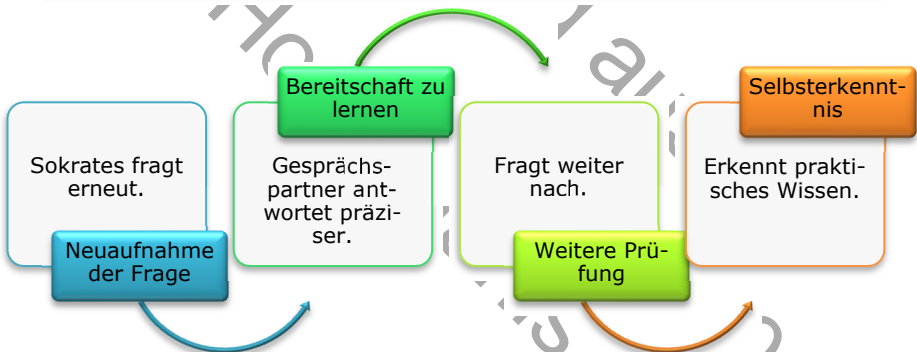 Sokrates fragt
erneut.
Neuaufnahme
der Frage
Bereitschaft zu
lernen
Gesprächs-
partner ant-
wortet präzi-
ser.
Fragt weiter
nach.
Weitere Prü-
fung
Selbsterkennt-
nis
Erkennt prakti-
sches Wissen.